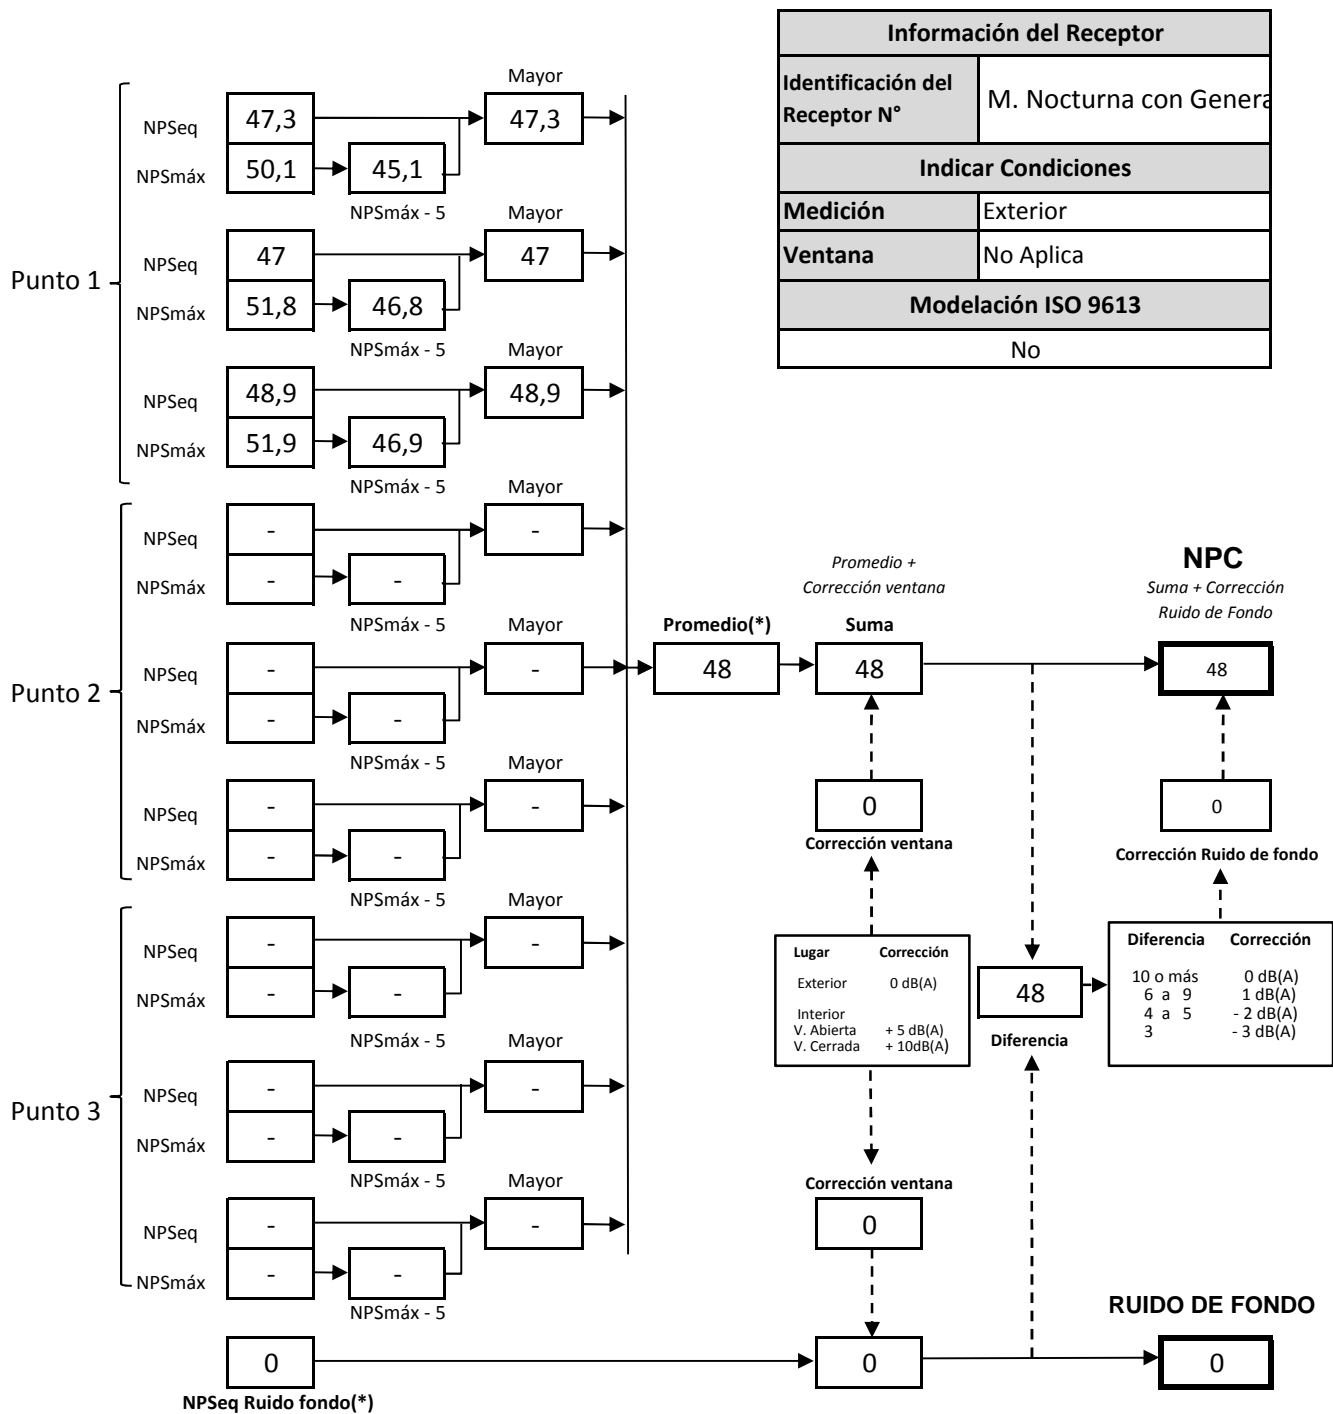 Información del Receptor
Identificación del
Receptor N°
M. Nocturna con Genera
Indicar Condiciones
Medición
Exterior
Ventana
No Aplica
Modelación ISO 9613
No
Punto 1
Mayor
NPSeq
47,3
47,3
NPSmáx
50,1
45,1
NPSmáx - 5
Mayor
NPSeq
47
47
NPSmáx
51,8
46,8
NPSmáx - 5
Mayor
NPSeq
48,9
48,9
NPSmáx
51,9
46,9
NPSmáx - 5
Punto 2
Mayor
NPSeq
-
-
NPSmáx
-
-
NPSmáx - 5
Mayor
NPSeq
-
-
NPSmáx
-
-
NPSmáx - 5
Mayor
NPSeq
-
-
NPSmáx
-
-
NPSmáx - 5
Punto 3
Mayor
NPSeq
-
-
NPSmáx
-
-
NPSmáx - 5
Mayor
NPSeq
-
-
NPSmáx
-
-
NPSmáx - 5
Mayor
NPSeq
-
-
NPSmáx
-
-
NPSmáx - 5
Promedio(*)
48
Promedio +
Corrección ventana
Suma
48
0
Corrección ventana
NPC
Suma + Corrección
Ruido de Fondo
48
0
Corrección Ruido de fondo
Lugar Corrección
Exterior 0 dB(A)
Interior
V. Abierta + 5 dB(A)
V. Cerrada + 10dB(A)
48
Diferencia
Diferencia Corrección
10 o más 0 dB(A)
6 a 9 1 dB(A)
4 a 5 - 2 dB(A)
3 - 3 dB(A)
Corrección ventana
0
RUIDO DE FONDO
0
0
0
NPSeq Ruido fondo(*)